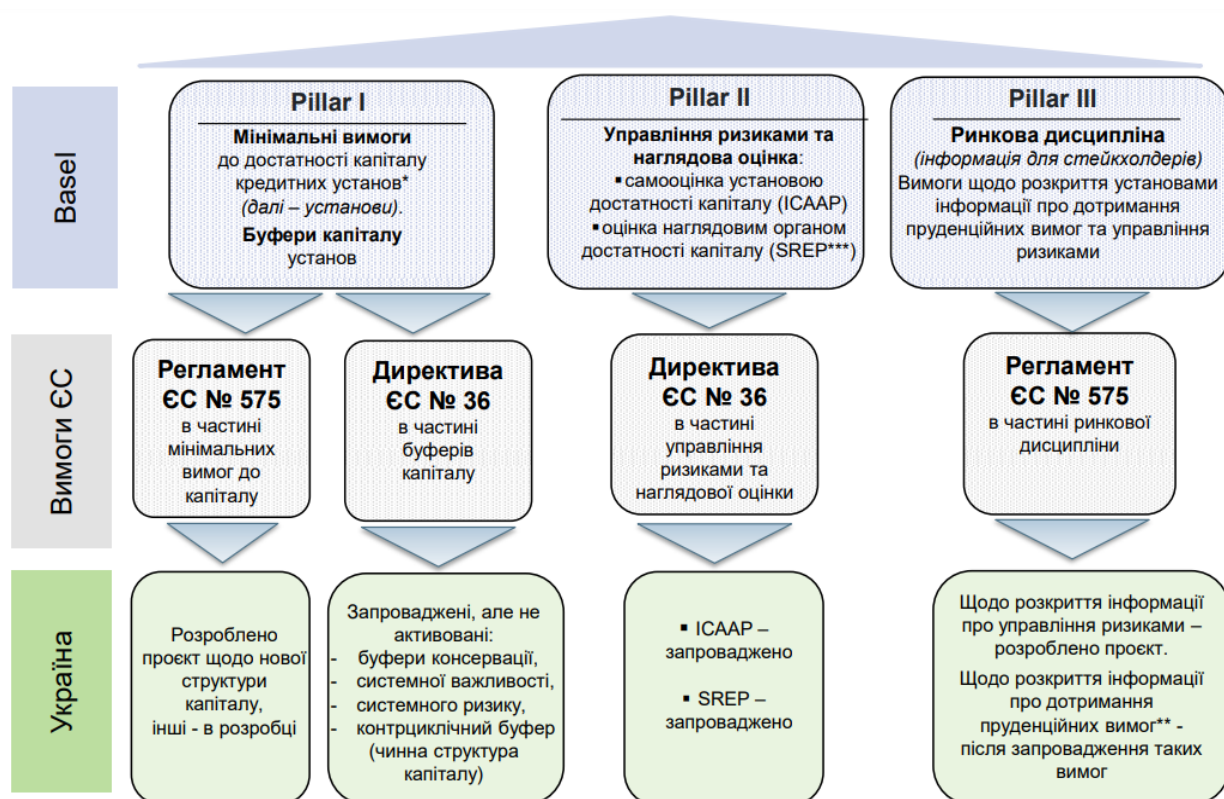 Basel
Pillar I
Мінімальні вимоги
до достатності капіталу
кредитних установ*
(далі – установи).
Буфери капіталу
установ
Pillar II
Управління ризиками та
наглядова оцінка:
▪ самооцінка установою
достатності капіталу (ICAAP)
▪ оцінка наглядовим органом
достатності капіталу (SREP***)
Pillar III
Ринкова дисципліна
(інформація для стейкхолдерів)
Вимоги щодо розкриття установами
інформації про дотримання
пруденційних вимог та управління
ризиками
Вимоги ЄС
Регламент
ЄС № 575
в частині
мінімальних
вимог до
капіталу
Директива
ЄС № 36
в частині
буферів
капіталу
Директива
ЄС № 36
в частині
управління
ризиками та
наглядової оцінки
Регламент
ЄС № 575
в частині ринкової
дисципліни
Україна
Розроблено
проєкт щодо нової
структури
капіталу,
інші - в розробці
Запроваджені, але не
активовані:
- буфери консервації,
- системної важливості,
- системного ризику,
- контрциклічний буфер
(чинна структура
капіталу)
▪ ICAAP –
запроваджено
▪ SREP –
запроваджено
Щодо розкриття інформації
про управління ризиками –
розроблено проєкт.
Щодо розкриття інформації
про дотримання
пруденційних вимог** -
після запровадження таких
вимог